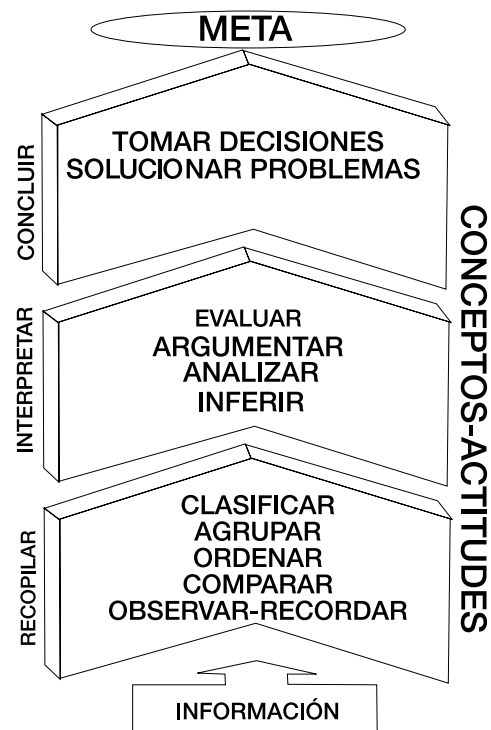 META
CONCLUIR
TOMAR DECISIONES
SOLUCIONAR PROBLEMAS
INTERPRETAR
EVALUAR
ARGUMENTAR
ANALIZAR
INFERIR
RECOPILAR
CLASIFICAR
AGRUPAR
ORDENAR
COMPARAR
OBSERVAR-RECORDAR
INFORMACIÓN
CONCEPTOS-ACTITUDES